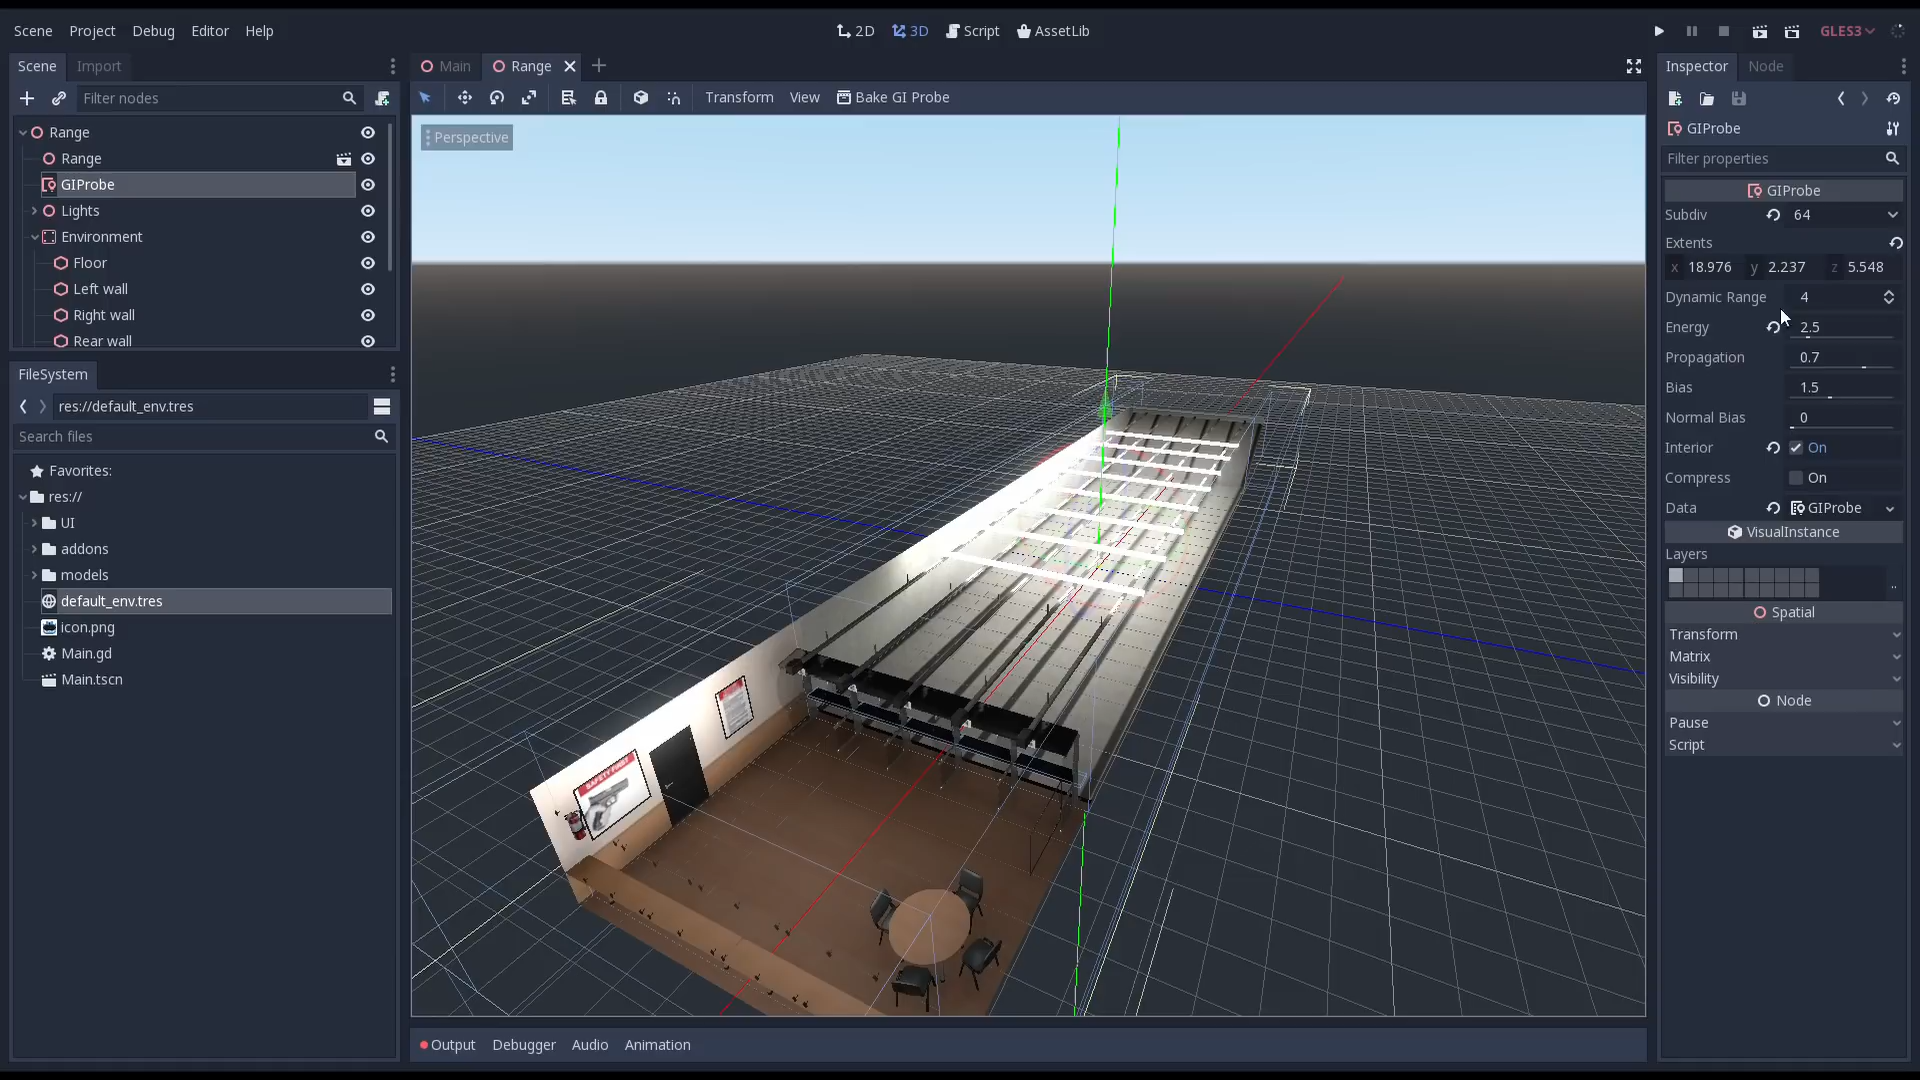 Scene Project Debug Editor Help 2D 3D Script AssetLib GLES3
Scene Import
Main Range
Inspector Node
Filter nodes
Transform View Bake GI Probe
Range
Range
GIProbe
Lights
Environment
Floor
Left wall
Right wall
Rear wall
FileSystem
res://default_env.tres
Search files
Favorites:
res://
UI
addons
models
default_env.tres
icon.png
Main.gd
Main.tscn
Perspective
SAFETY FIRST
Output Debugger Audio Animation
GIProbe
Filter properties
GIProbe
Subdiv 64
Extents
x 18.976 y 2.237 z 5.548
Dynamic Range 4
Energy 2.5
Propagation 0.7
Bias 1.5
Normal Bias 0
Interior On
Compress On
Data GIProbe
VisualInstance
Layers
..
Spatial
Transform
Matrix
Visibility
Node
Pause
Script